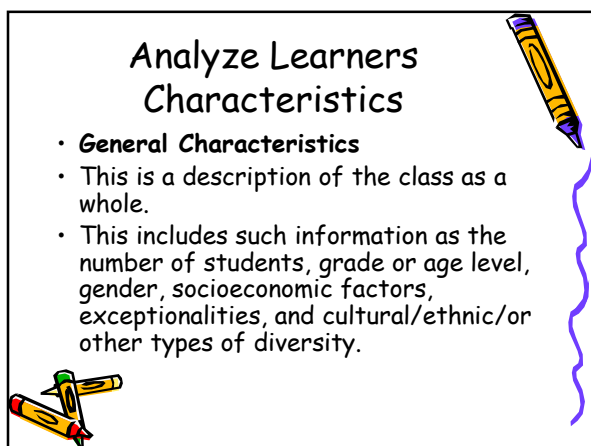 Analyze Learners
Characteristics
• General Characteristics
• This is a description of the class as a
whole.
• This includes such information as the
number of students, grade or age level,
gender, socioeconomic factors,
exceptionalities, and cultural/ethnic/or
other types of diversity.